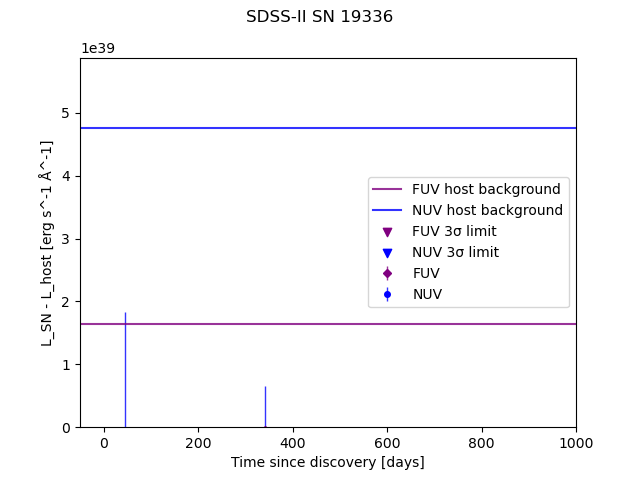 SDSS-II SN 19336
1e39
L_SN - L_host [erg s^-1 Å^-1]
5
4
3
2
1
0
FUV host background
NUV host background
FUV 3σ limit
NUV 3σ limit
FUV
NUV
0 200 400 600 800 1000
Time since discovery [days]